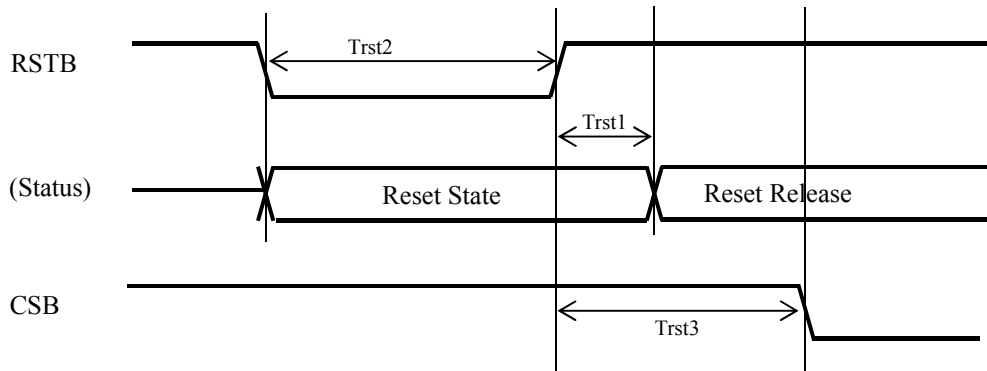 RSTB
Trst2
Trst1
(Status)
Reset State
Reset Release
CSB
Trst3